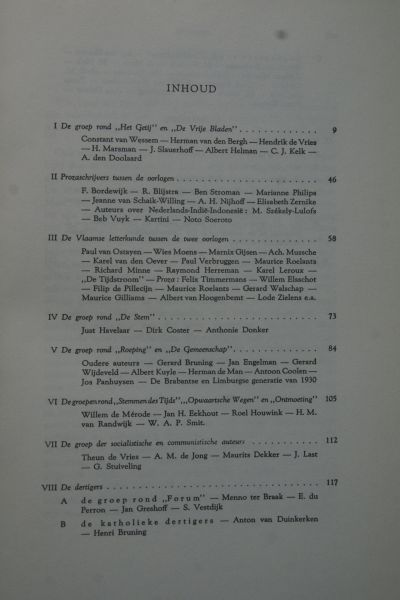 INHOUD
I De groep rond „Het Getij” en „De Vrije Bladen” . . . . . . . . . . . . 9
Constant van Wessem — Herman van den Bergh — Hendrik de Vries
— H. Marsman — J. Slauerhoff — Albert Helman — C. J. Kelk —
A. den Doolaard
II Prozaschrijvers tussen de oorlogen . . . . . . . . . . . . . . . . . 46
F. Bordewijk — R. Blijstra — Ben Stroman — Marianne Philips
— Jeanne van Schaik-Willing — A. H. Nijhoff — Elisabeth Zernike
— Auteurs over Nederlands-Indië-Indonesië: M. Székely-Lulofs
— Beb Vuyk — Kartini — Noto Soeroto
III De Vlaamse letterkunde tussen de twee oorlogen . . . . . . . . . . 58
Paul van Ostayen — Wies Moens — Marnix Gijsen — Ach. Mussche
— Karel van den Oever — Paul Verbruggen — Maurice Roelants
— Richard Minne — Raymond Herreman — Karel Leroux —
„De Tijdstroom” — Proza: Felix Timmermans — Willem Elsschot
— Filip de Pillecijn — Maurice Roelants — Gerard Walschap —
Maurice Gilliams — Albert van Hoogenbemt — Lode Zielens e.a.
IV De groep rond „De Stem” . . . . . . . . . . . . . . . . . . . . 73
Just Havelaar — Dirk Coster — Anthonie Donker
V De groep rond „Roeping” en „De Gemeenschap”. . . . . . . . . . . . 84
Oudere auteurs — Gerard Bruning — Jan Engelman — Gerard
Wijdeveld — Albert Kuyle — Herman de Man — Antoon Coolen —
Jos Panhuysen — De Brabantse en Limburgse generatie van 1930
VI De groepen rond „Stemmen des Tijds”, „Opwaartsche Wegen” en „Ontmoeting” 105
Willem de Mérode — Jan H. Eekhout — Roel Houwink — H. M.
van Randwijk — W. A. P. Smit.
VII De groep der socialistische en communistische auteurs . . . . . . . . 112
Theun de Vries — A. M. de Jong — Maurits Dekker — J. Last
— G. Stuiveling
VIII De dertigers . . . . . . . . . . . . . . . . . . . . . . . . . . 117
A de groep rond „Forum” — Menno ter Braak — E. du
Perron — Jan Greshoff — S. Vestdijk
B de katholieke dertigers — Anton van Duinkerken
— Henri Bruning